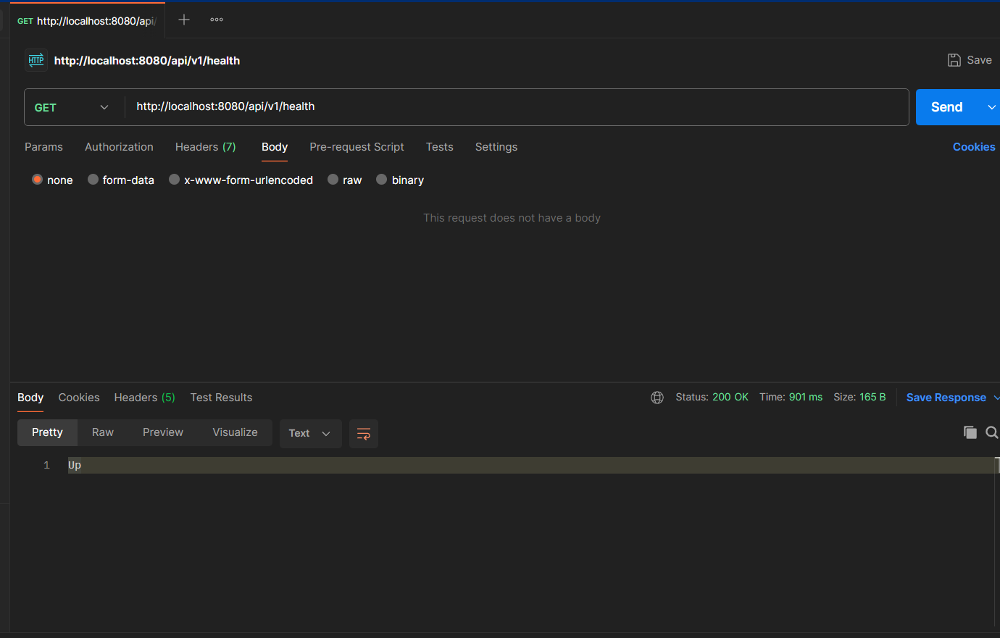 GET http://localhost:8080/api/
HTTP http://localhost:8080/api/v1/health Save
GET http://localhost:8080/api/v1/health Send
Params Authorization Headers (7) Body Pre-request Script Tests Settings Cookies
none form-data x-www-form-urlencoded raw binary
This request does not have a body
Body Cookies Headers (5) Test Results Status: 200 OK Time: 901 ms Size: 165 B Save Response
Pretty Raw Preview Visualize Text
1 Up